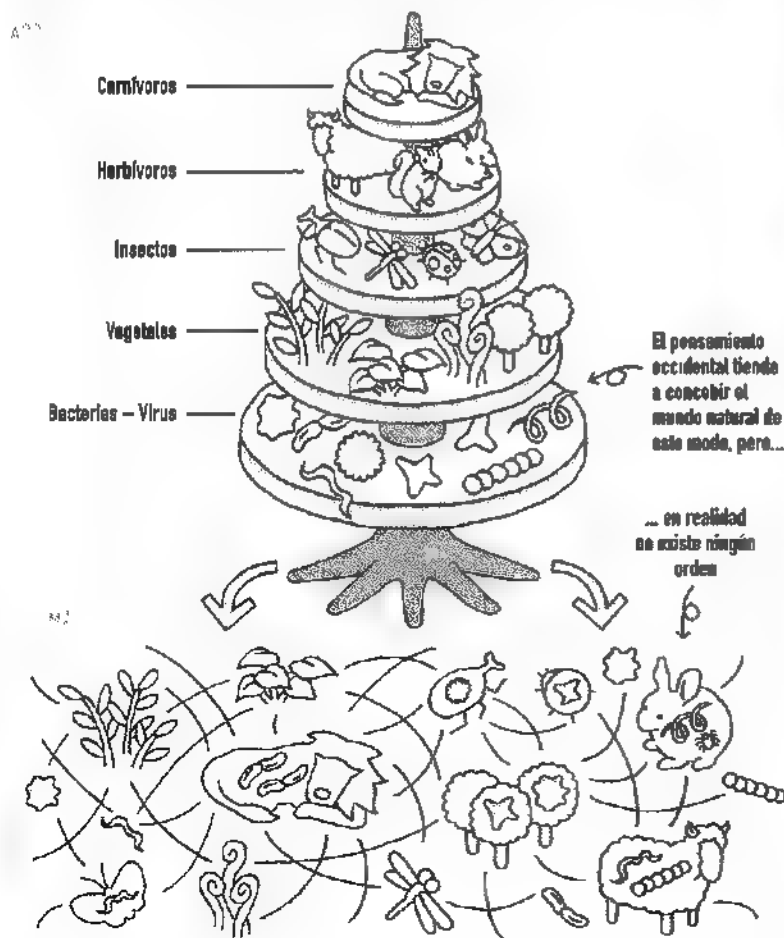 Carnívoros
Herbívoros
Insectos
Vegetales
Bacterias – Virus
El pensamiento
occidental tiende
a concebir el
mundo natural de
este modo, pero...
... en realidad
no existe ningún
orden